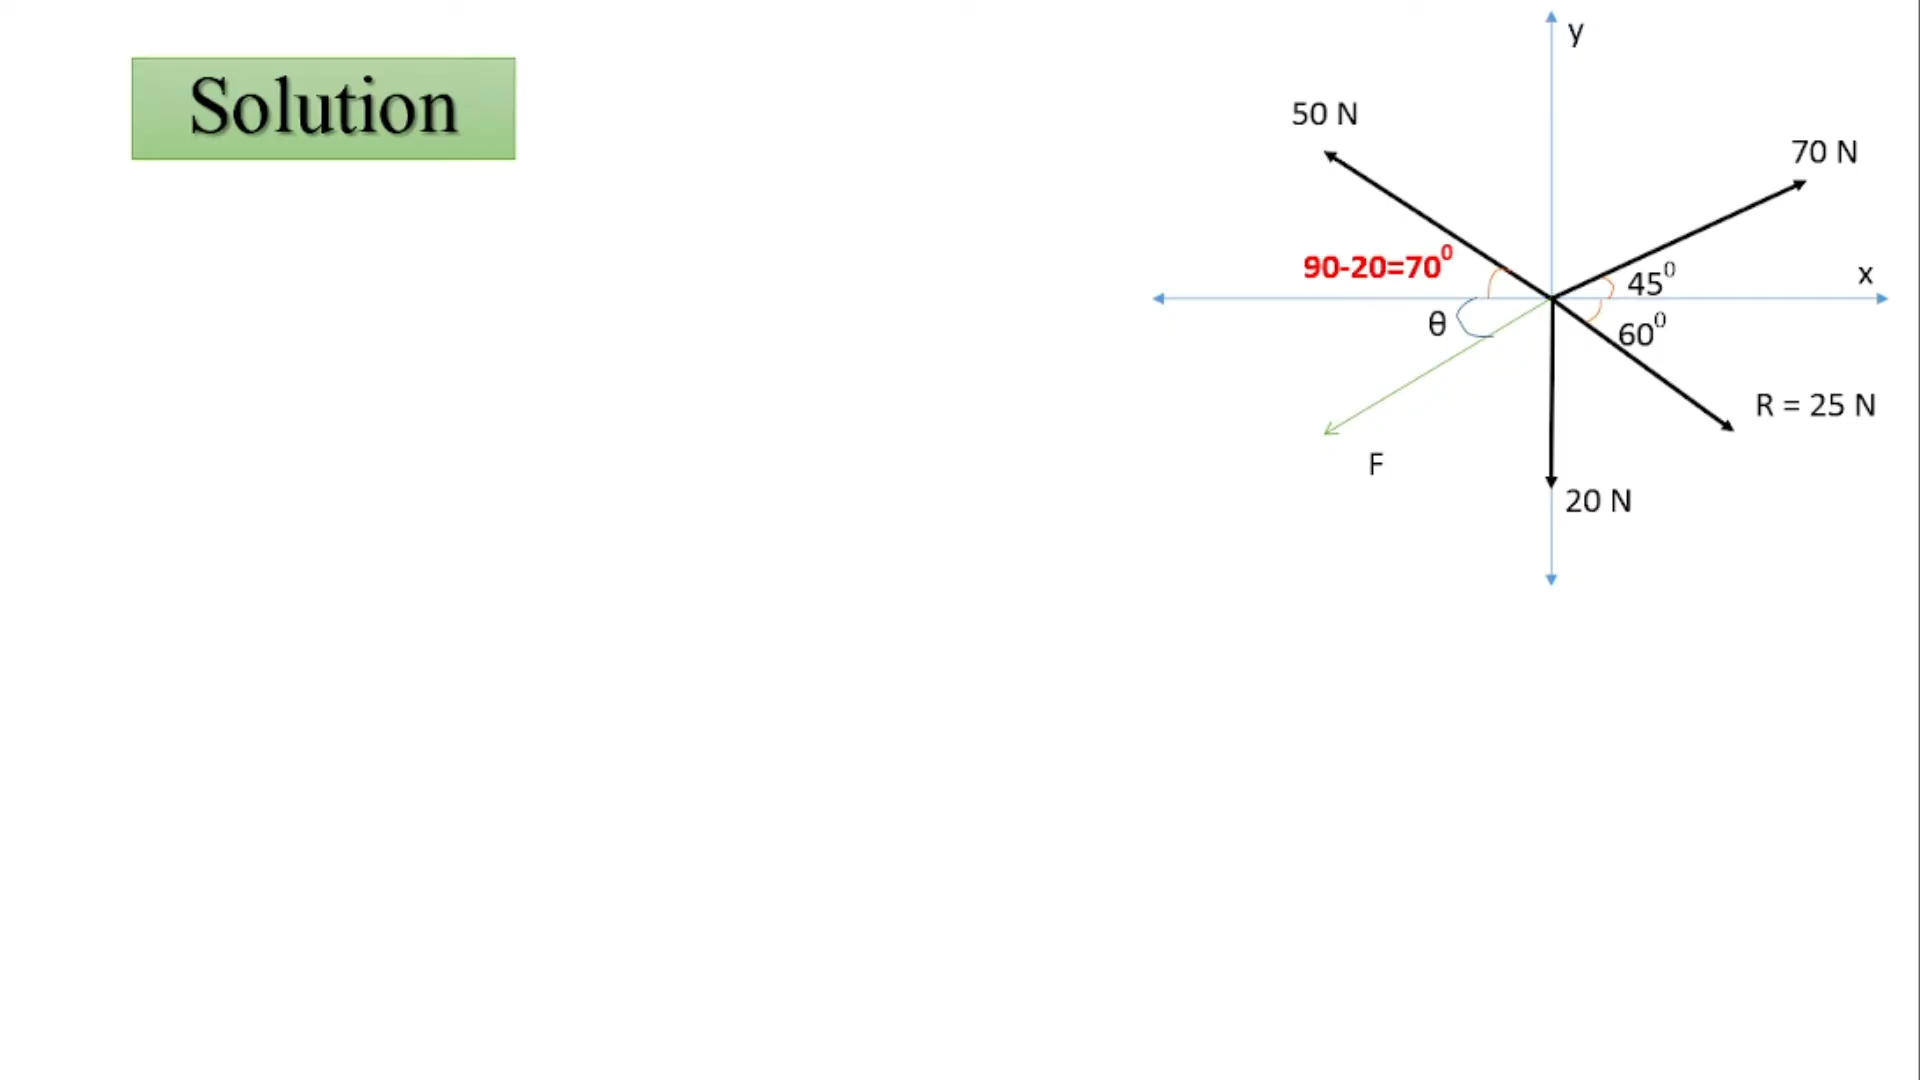 Solution
y
50 N
70 N
90-20=70⁰
45⁰
x
θ
60⁰
R = 25 N
F
20 N